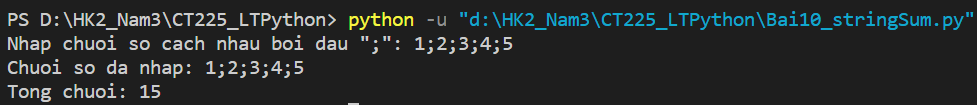 PS D:\HK2_Nam3\CT225_LTPython> python -u "d:\HK2_Nam3\CT225_LTPython\Bai10_stringSum.py"
Nhap chuoi so cach nhau boi dau ";": 1;2;3;4;5
Chuoi so da nhap: 1;2;3;4;5
Tong chuoi: 15